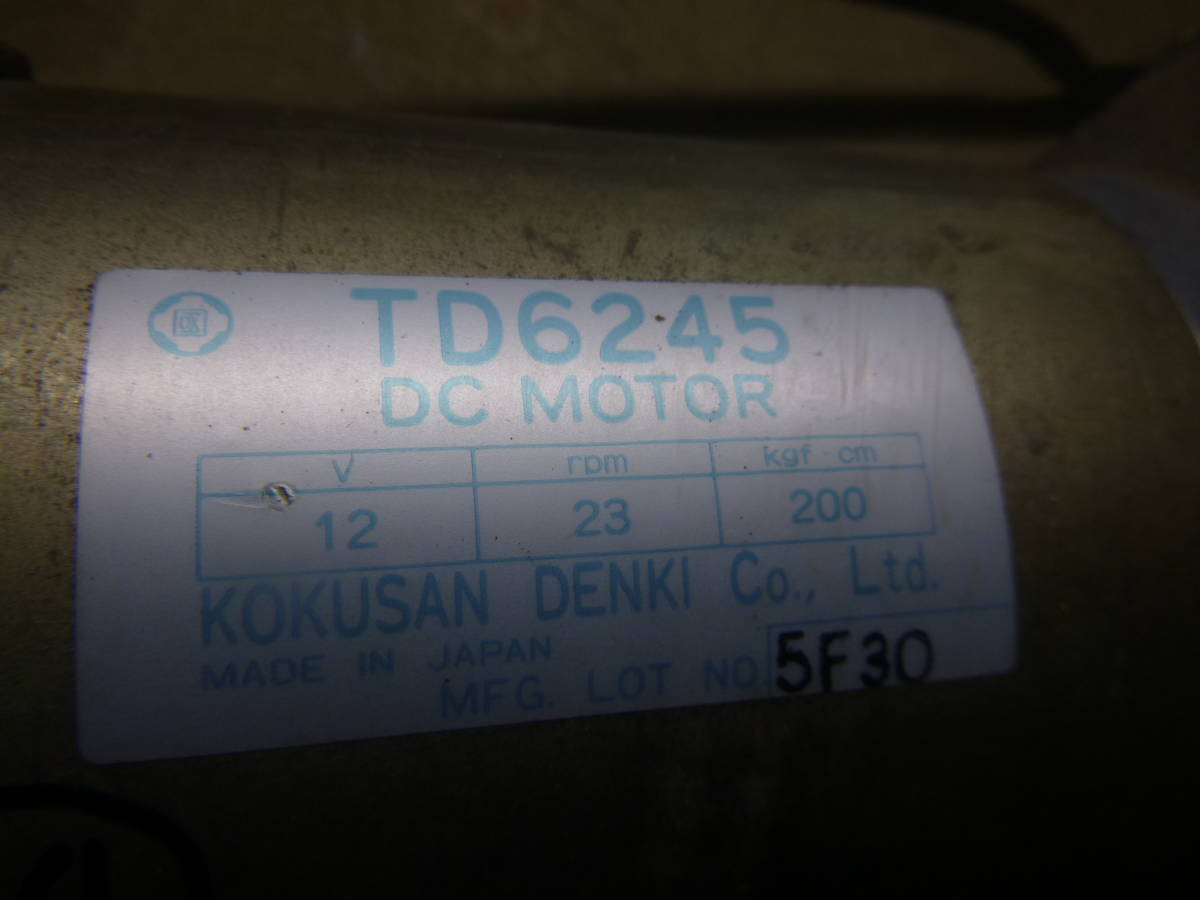 TD6245
DC MOTOR
V rpm kgf·cm
12 23 200
KOKUSAN DENKI Co., Ltd.
MADE IN JAPAN
MFG. LOT NO. 5F30